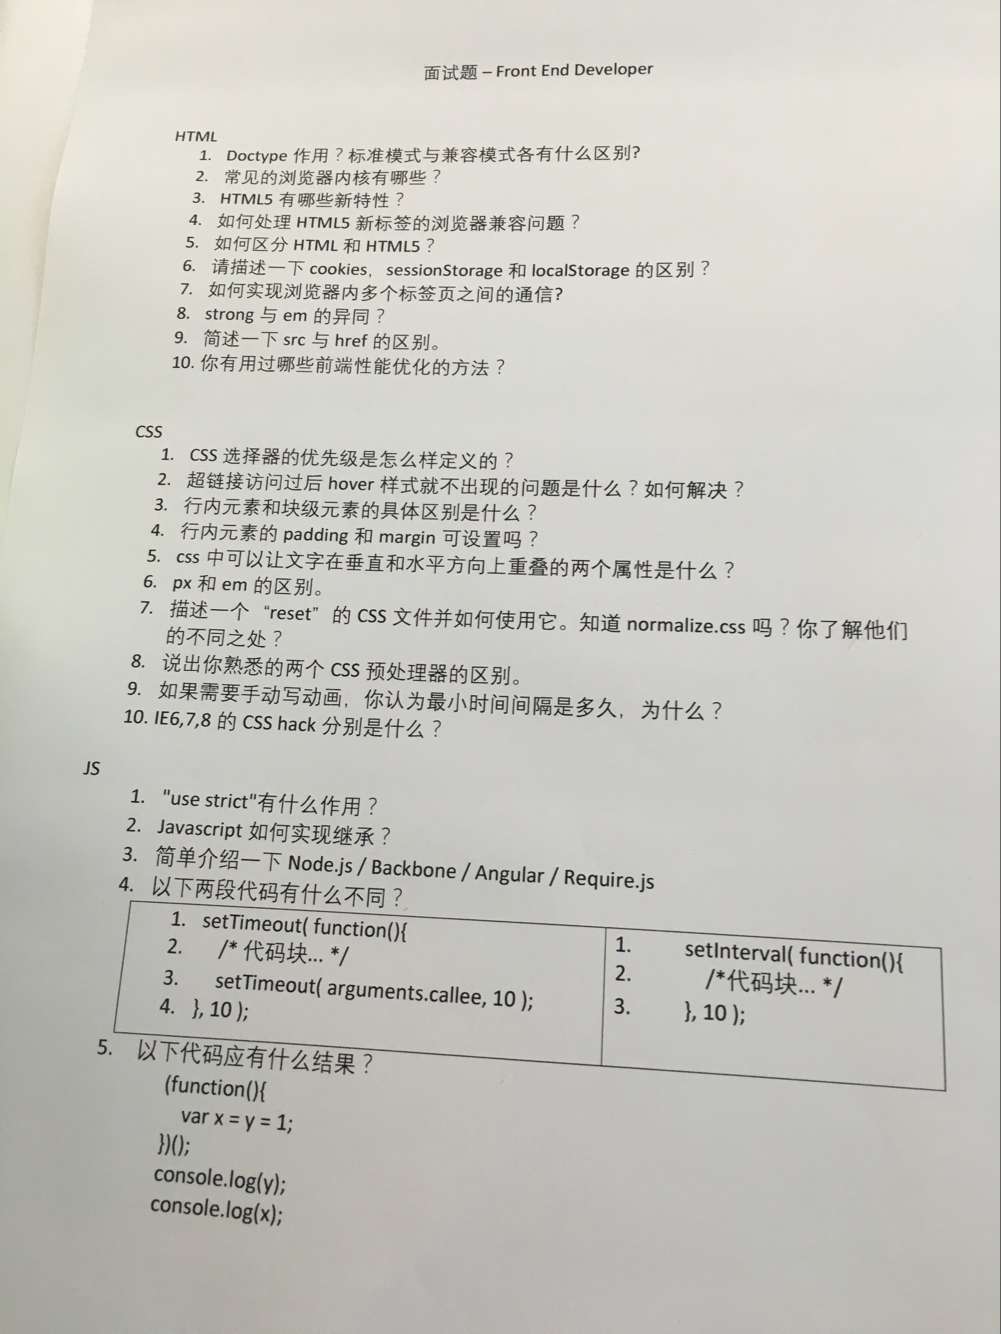 面试题 – Front End Developer
HTML
1. Doctype 作用？标准模式与兼容模式各有什么区别?
2. 常见的浏览器内核有哪些？
3. HTML5 有哪些新特性？
4. 如何处理 HTML5 新标签的浏览器兼容问题？
5. 如何区分 HTML 和 HTML5？
6. 请描述一下 cookies，sessionStorage 和 localStorage 的区别？
7. 如何实现浏览器内多个标签页之间的通信?
8. strong 与 em 的异同？
9. 简述一下 src 与 href 的区别。
10. 你有用过哪些前端性能优化的方法？
CSS
1. CSS 选择器的优先级是怎么样定义的？
2. 超链接访问过后 hover 样式就不出现的问题是什么？如何解决？
3. 行内元素和块级元素的具体区别是什么？
4. 行内元素的 padding 和 margin 可设置吗？
5. css 中可以让文字在垂直和水平方向上重叠的两个属性是什么？
6. px 和 em 的区别。
7. 描述一个“reset”的 CSS 文件并如何使用它。知道 normalize.css 吗？你了解他们
的不同之处？
8. 说出你熟悉的两个 CSS 预处理器的区别。
9. 如果需要手动写动画，你认为最小时间间隔是多久，为什么？
10. IE6,7,8 的 CSS hack 分别是什么？
JS
1. "use strict"有什么作用？
2. Javascript 如何实现继承？
3. 简单介绍一下 Node.js / Backbone / Angular / Require.js
4. 以下两段代码有什么不同？
1. setTimeout( function(){
2. /* 代码块... */
3. setTimeout( arguments.callee, 10 );
4. }, 10 );
1. setInterval( function(){
2. /*代码块... */
3. }, 10 );
5. 以下代码应有什么结果？
(function(){
var x = y = 1;
})();
console.log(y);
console.log(x);